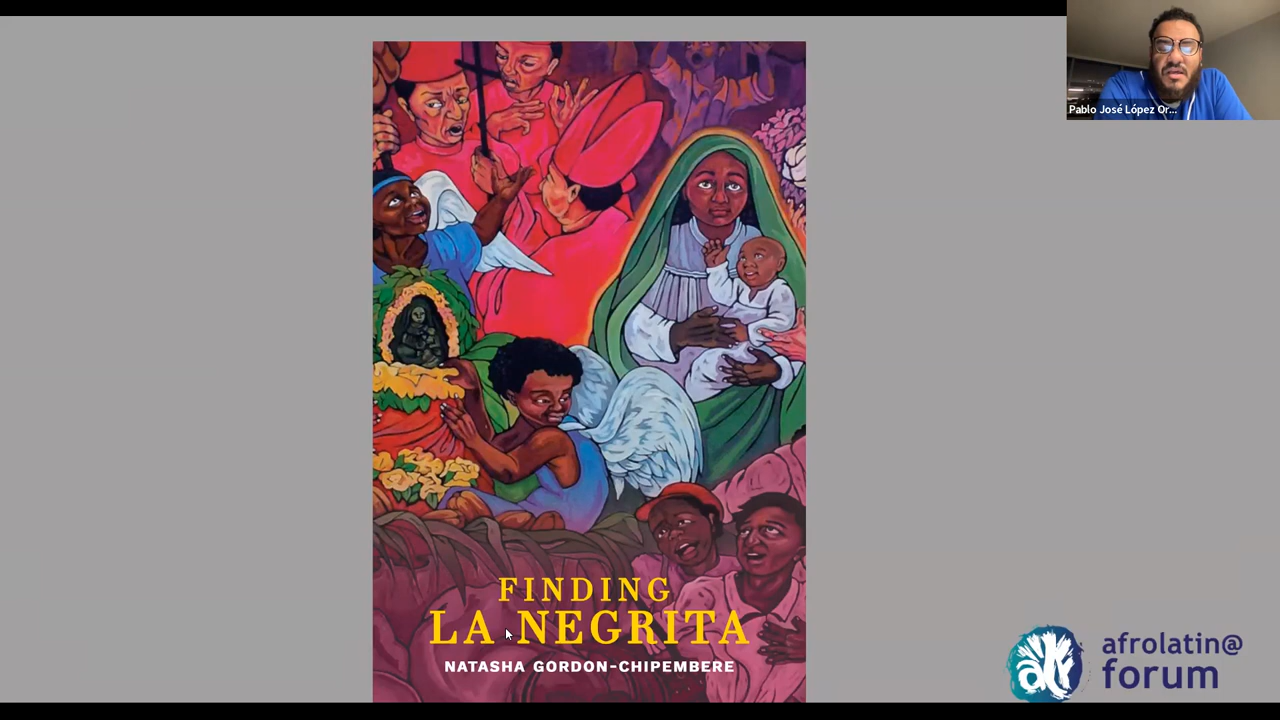 Pablo José López Or...
FINDING
LA NEGRITA
NATASHA GORDON-CHIPEMBERE
afrolatin@
forum